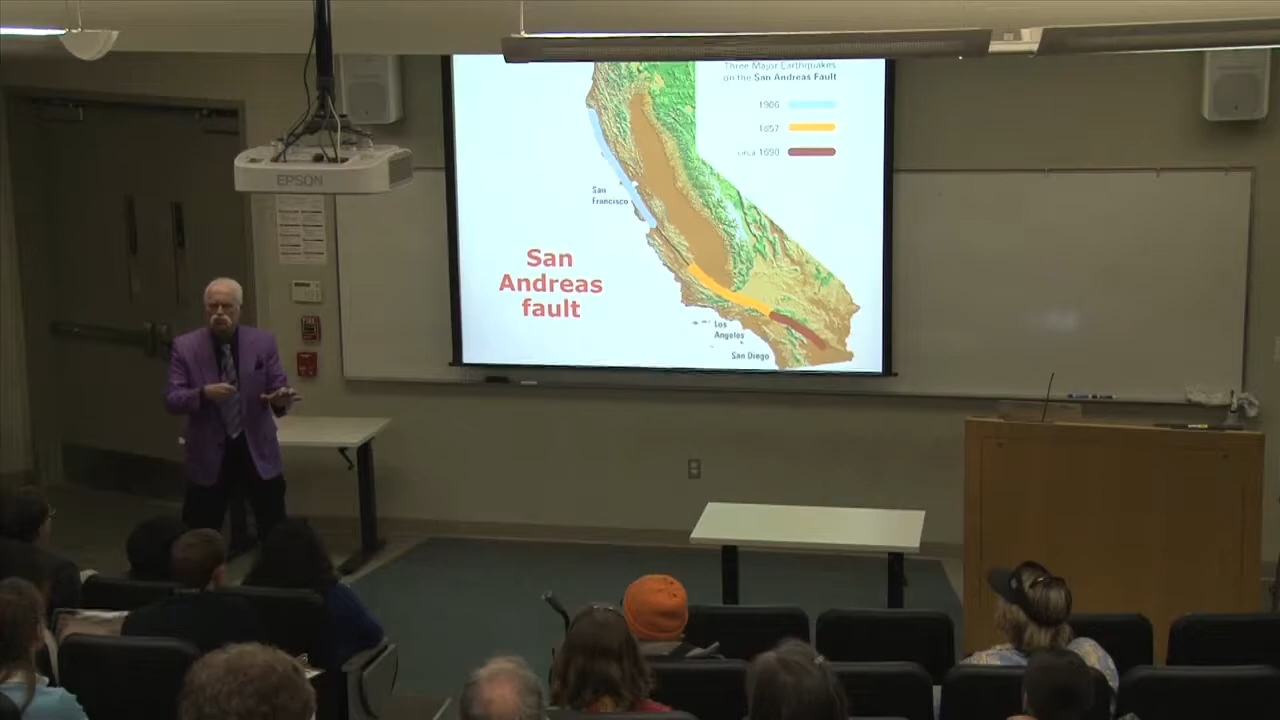 Three Major Earthquakes
on the San Andreas Fault
1906
1857
circa 1690
EPSON
San
Francisco
San
Andreas
fault
Los
Angeles
San Diego